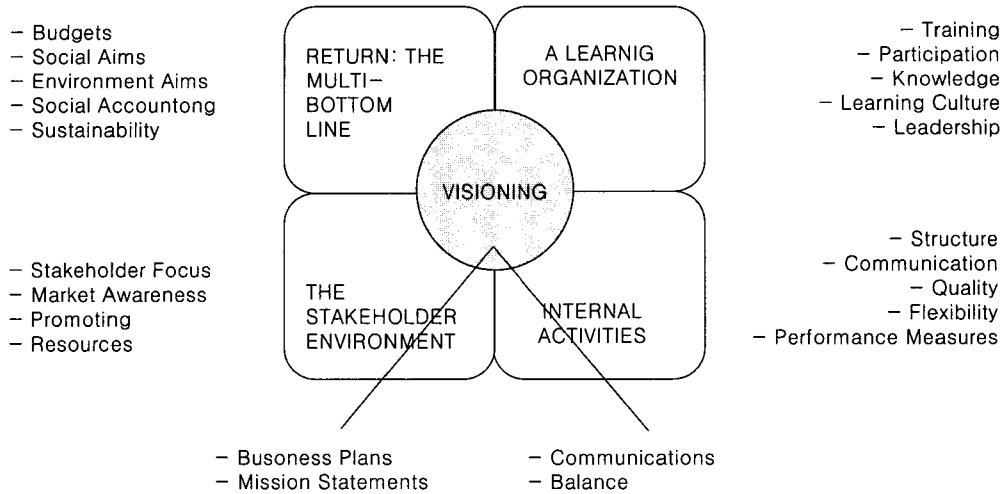 – Budgets
– Social Aims
– Environment Aims
– Social Accountong
– Sustainability
RETURN: THE
MULTI–
BOTTOM
LINE
A LEARNIG
ORGANIZATION
– Training
– Participation
– Knowledge
– Learning Culture
– Leadership
VISIONING
– Stakeholder Focus
– Market Awareness
– Promoting
– Resources
THE
STAKEHOLDER
ENVIRONMENT
INTERNAL
ACTIVITIES
– Structure
– Communication
– Quality
– Flexibility
– Performance Measures
– Busoness Plans
– Mission Statements
– Communications
– Balance